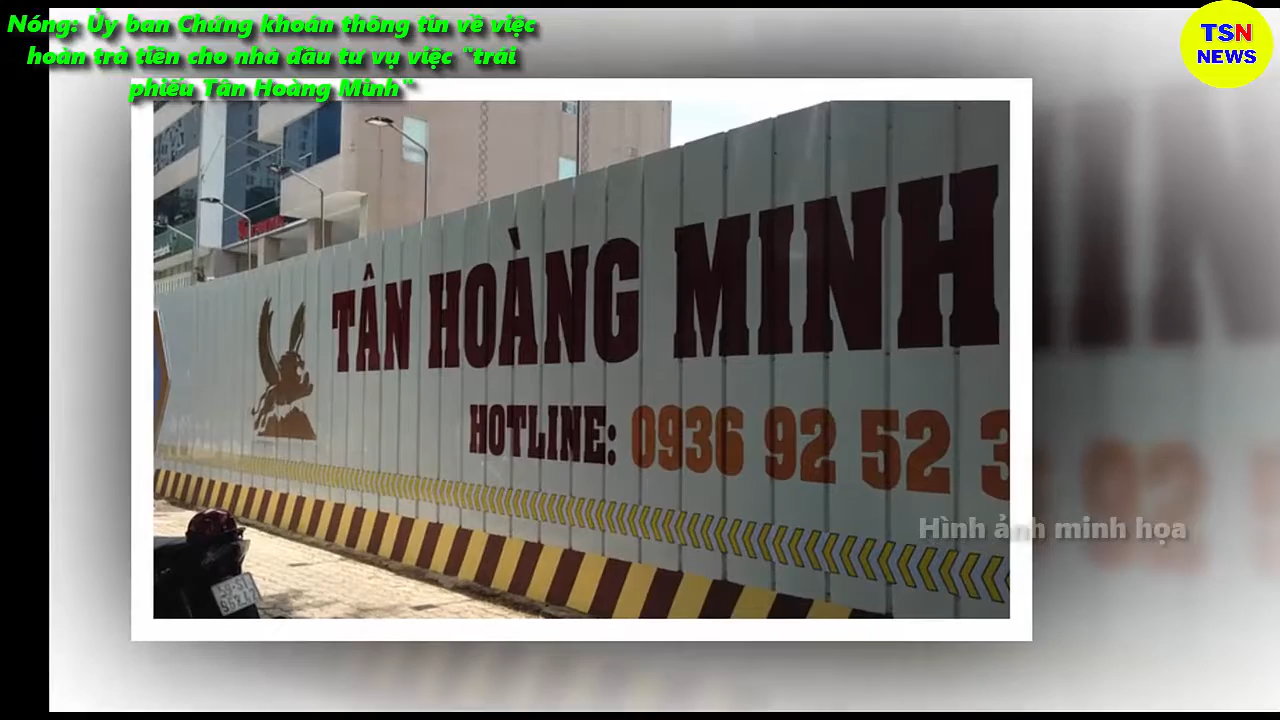 Nóng: Ủy ban Chứng khoán thông tin về việc
hoàn trả tiền cho nhà đầu tư vụ việc "trái
phiếu Tân Hoàng Minh"
TSN
NEWS
TÂN HOÀNG MINH
HOTLINE: 0936 92 52 3
Hình ảnh minh họa